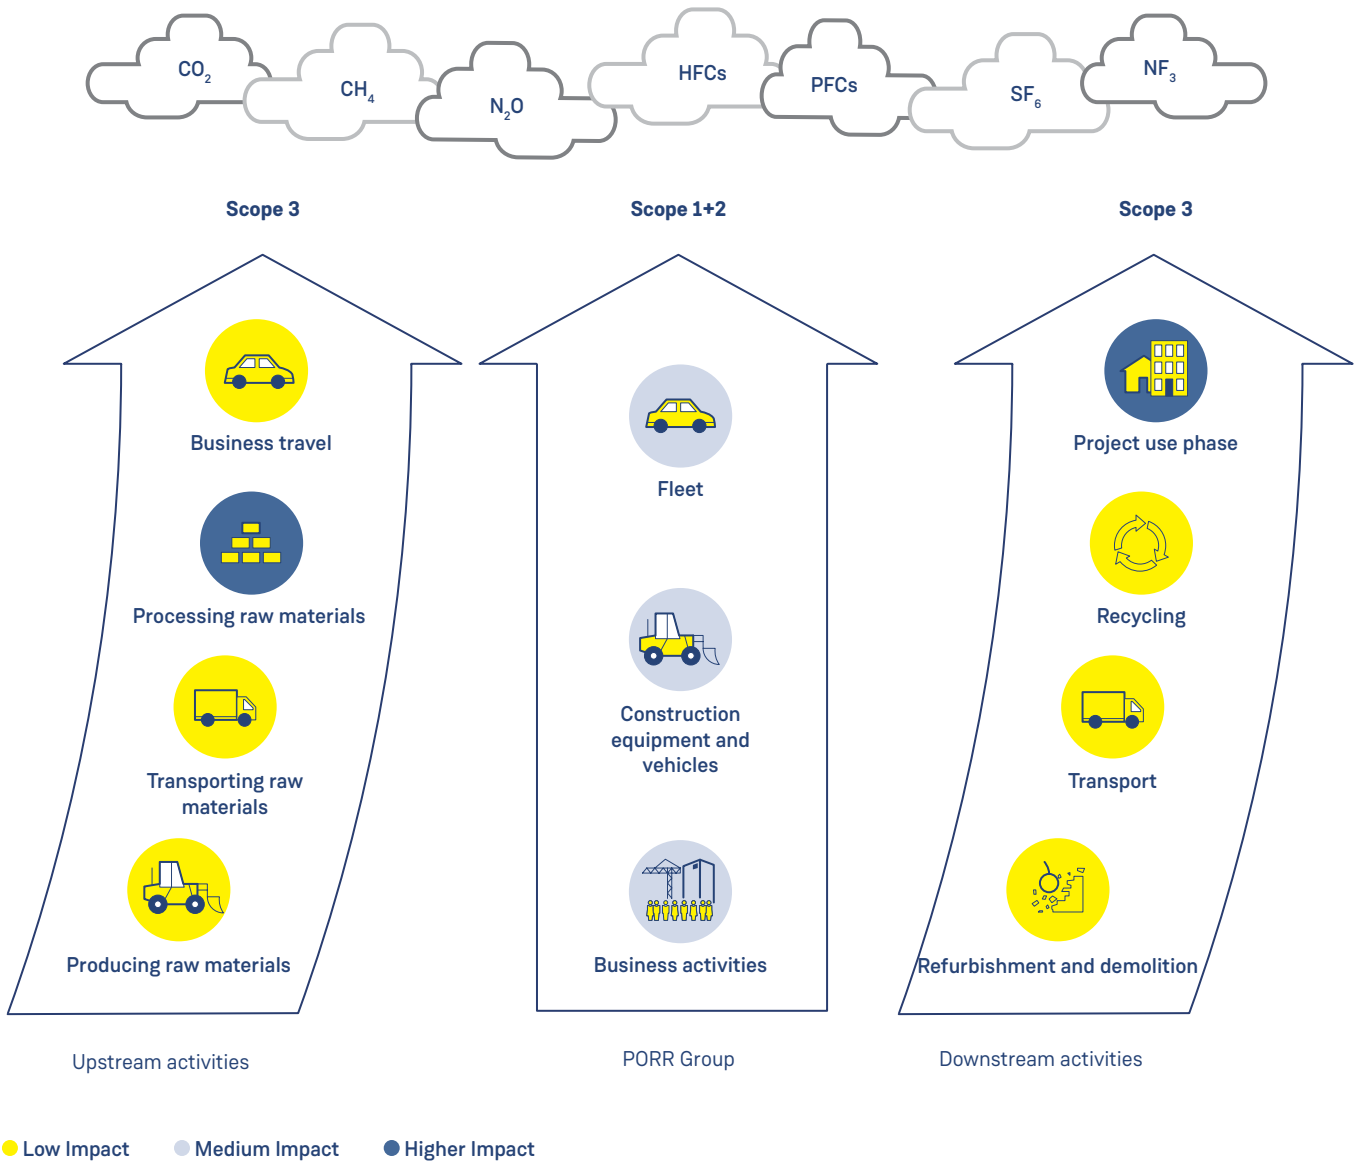 CO₂
CH₄
N₂O
HFCs
PFCs
SF₆
NF₃
Scope 3
Scope 1+2
Scope 3
Business travel
Processing raw materials
Transporting raw
materials
Producing raw materials
Fleet
Construction
equipment and
vehicles
Business activities
Project use phase
Recycling
Transport
Refurbishment and demolition
Upstream activities
PORR Group
Downstream activities
Low Impact
Medium Impact
Higher Impact